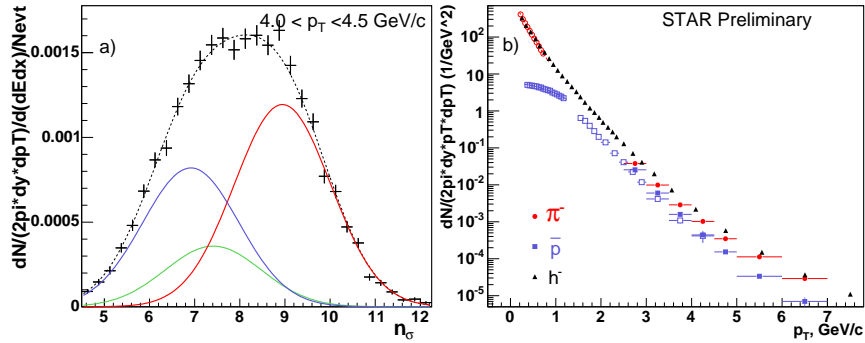 a)
4.0 < p_T <4.5 GeV/c
dN/(2pi*dy*dpT)/d(dEdx)/Nevt
0.0015
0.001
0.0005
0
5 6 7 8 9 10 11 12
n_σ
b)
STAR Preliminary
dN/(2pi*dy*pT*dpT) (1/GeV^2)
10^2
10
1
10^-1
10^-2
10^-3
10^-4
10^-5
π^-
p̅
h^-
0 1 2 3 4 5 6 7
p_T, GeV/c